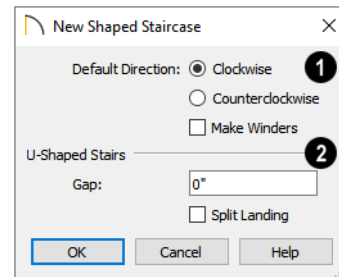 New Shaped Staircase
Default Direction: Clockwise 1
Counterclockwise
Make Winders
U-Shaped Stairs 2
Gap: 0"
Split Landing
OK Cancel Help